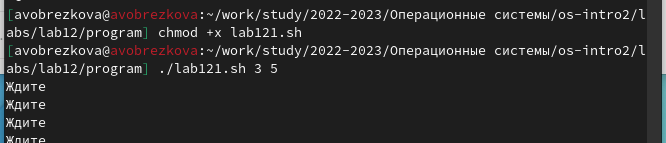 [avobrezkova@avobrezkova:~/work/study/2022-2023/Операционные системы/os-intro2/l
abs/lab12/program] chmod +x lab121.sh
[avobrezkova@avobrezkova:~/work/study/2022-2023/Операционные системы/os-intro2/l
abs/lab12/program] ./lab121.sh 3 5
Ждите
Ждите
Ждите
Ждите